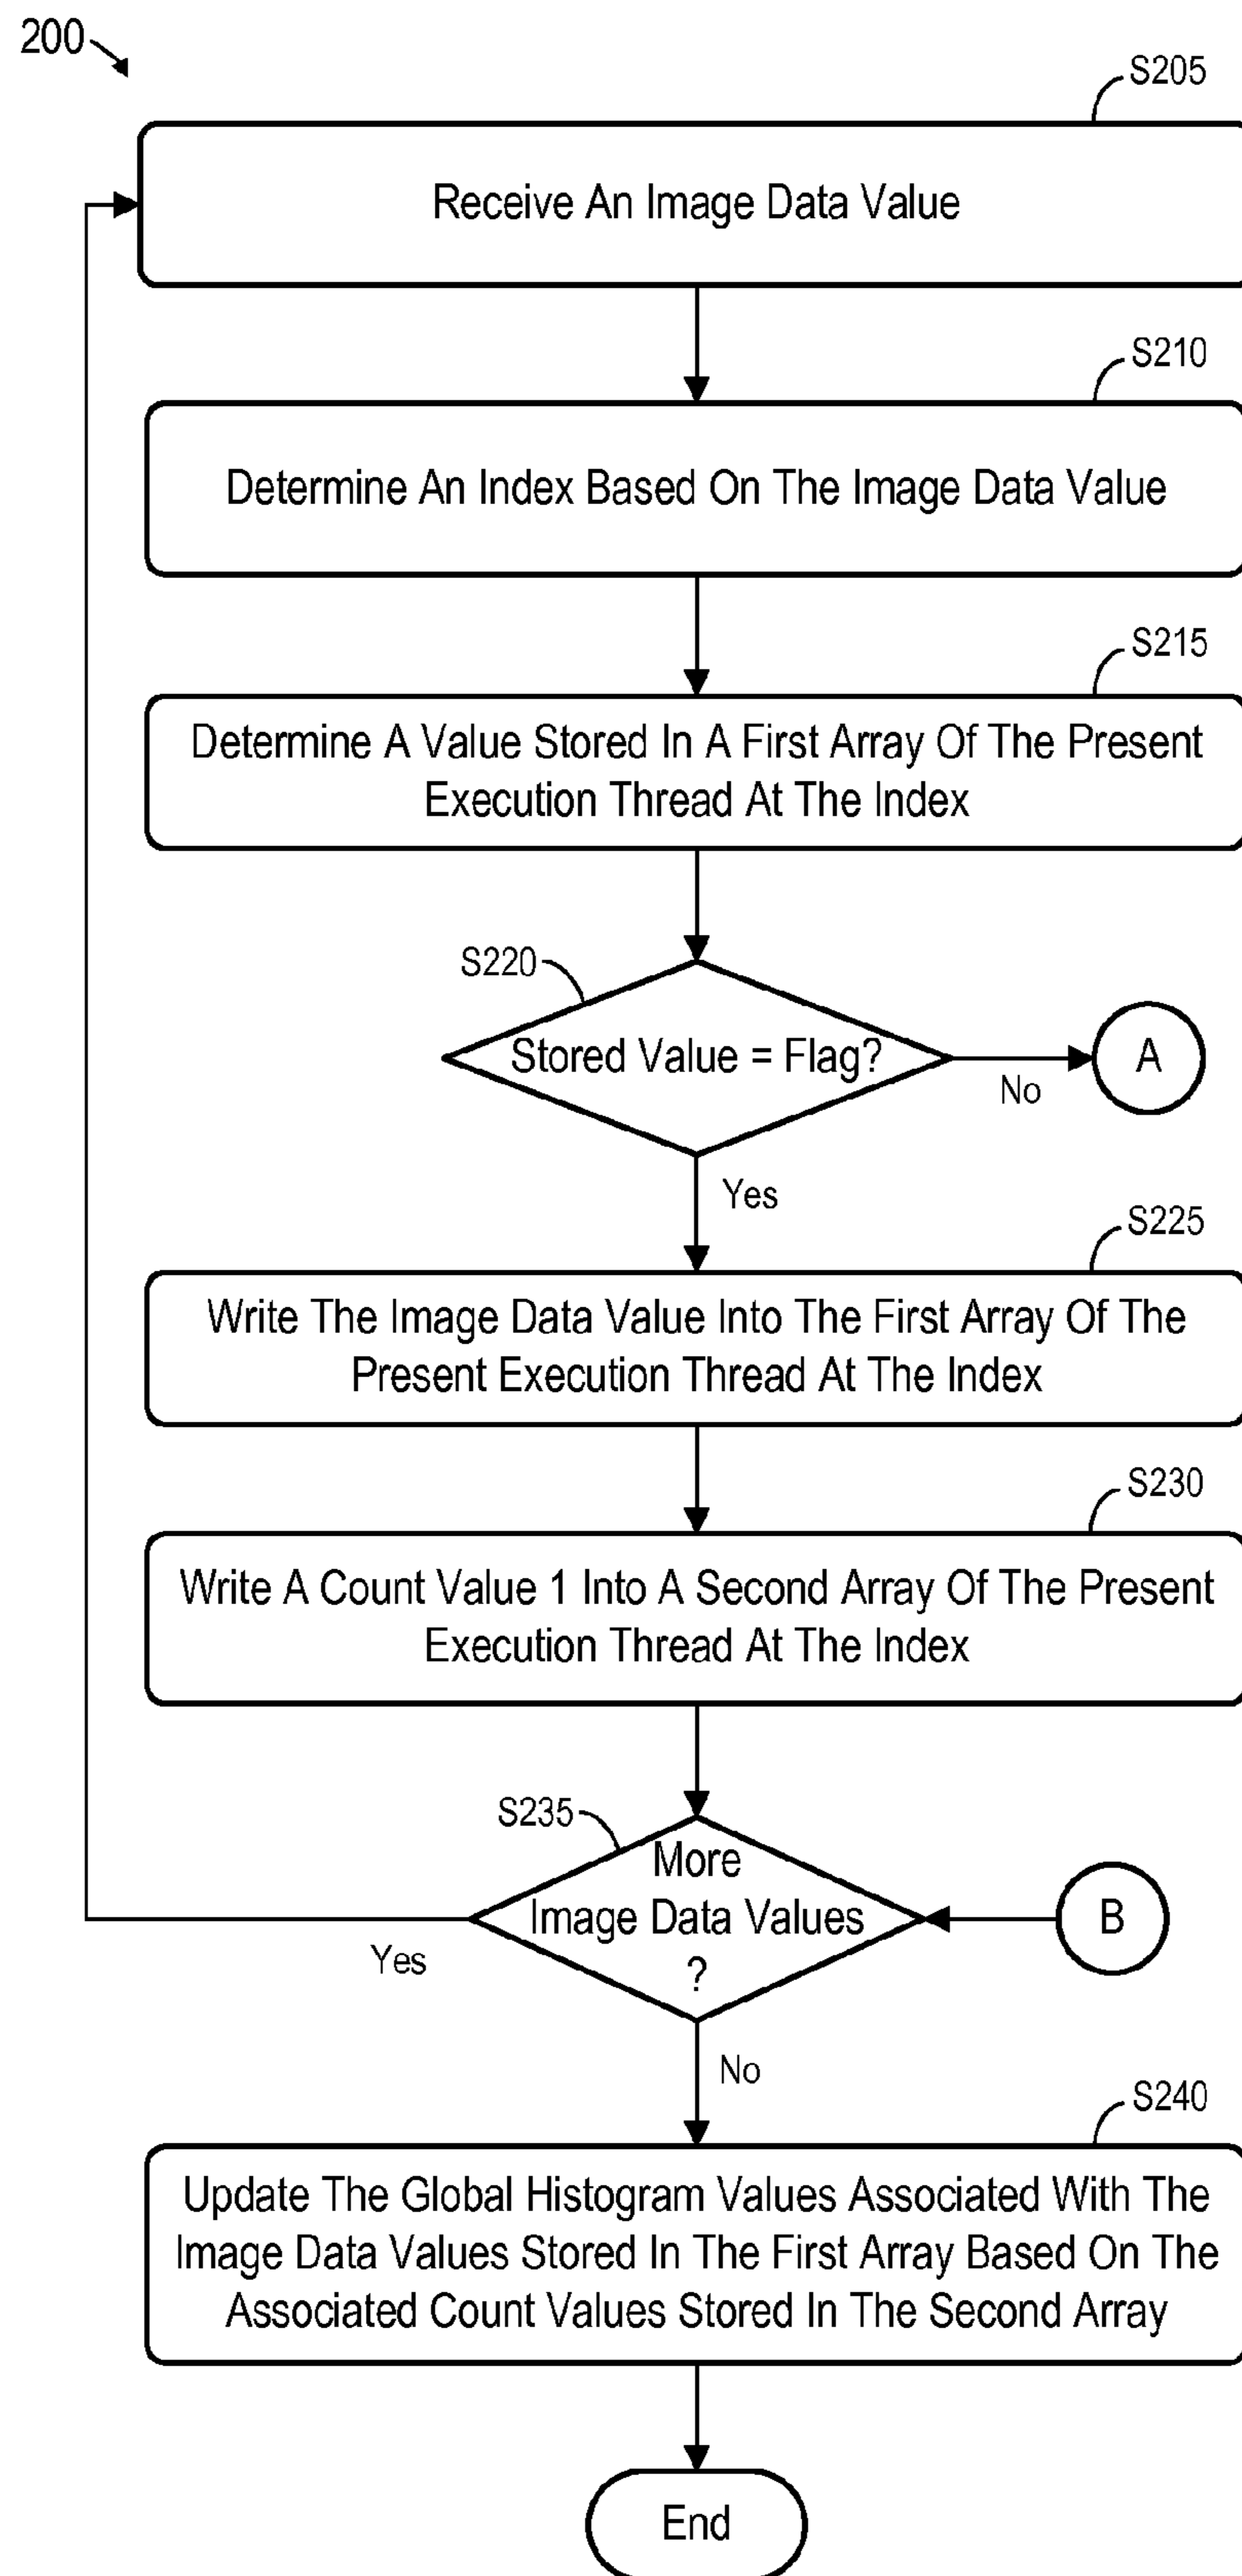 200
S205
Receive An Image Data Value
S210
Determine An Index Based On The Image Data Value
S215
Determine A Value Stored In A First Array Of The Present
Execution Thread At The Index
S220
Stored Value = Flag?
No
A
Yes
S225
Write The Image Data Value Into The First Array Of The
Present Execution Thread At The Index
S230
Write A Count Value 1 Into A Second Array Of The Present
Execution Thread At The Index
S235
More
Image Data Values
?
B
Yes
No
S240
Update The Global Histogram Values Associated With The
Image Data Values Stored In The First Array Based On The
Associated Count Values Stored In The Second Array
End